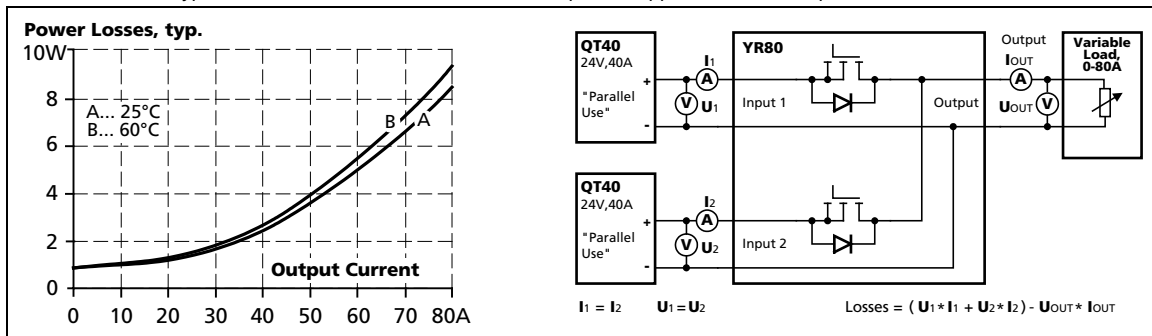 Power Losses, typ.
10W
8
6
4
2
0
A... 25°C
B... 60°C
B
A
Output Current
0 10 20 30 40 50 60 70 80A
QT40
24V,40A
"Parallel
Use"
+
-
I1
A
V
U1
YR80
Input 1
Output
Output
IOUT
A
UOUT
V
Variable
Load,
0-80A
QT40
24V,40A
"Parallel
Use"
+
-
I2
A
V
U2
Input 2
I1 = I2 U1=U2
Losses = ( U1*I1 + U2*I2 ) - UOUT* IOUT